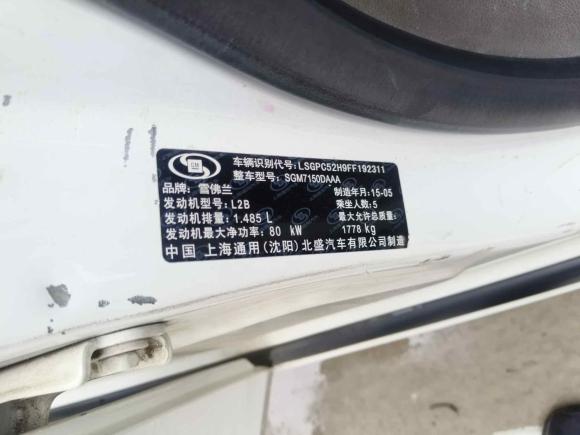 GM
车辆识别代号: LSGPC52H9FF192311
整车型号: SGM7150DAAA
品牌: 雪佛兰 制造年月: 15-05
发动机型号: L2B 乘坐人数: 5
发动机排量: 1.485 L 最大允许总质量:
发动机最大净功率: 80 kW 1778 kg
中国 上海通用(沈阳)北盛汽车有限公司制造